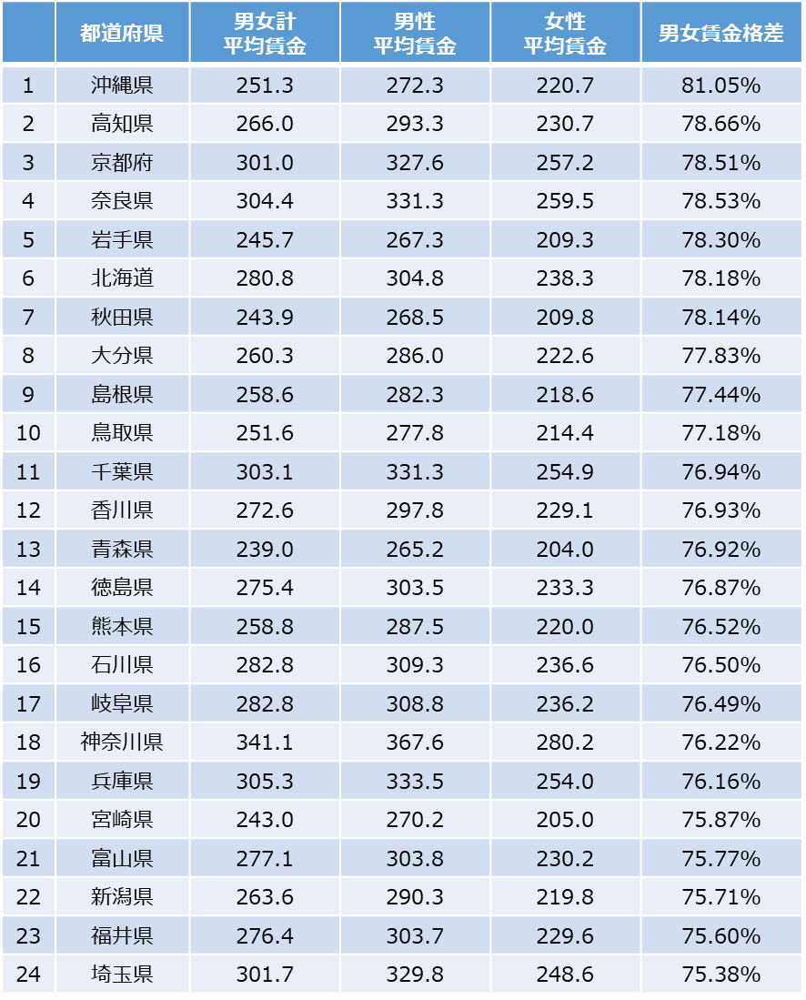 都道府県 男女計平均賃金 男性平均賃金 女性平均賃金 男女賃金格差
1 沖縄県 251.3 272.3 220.7 81.05%
2 高知県 266.0 293.3 230.7 78.66%
3 京都府 301.0 327.6 257.2 78.51%
4 奈良県 304.4 331.3 259.5 78.53%
5 岩手県 245.7 267.3 209.3 78.30%
6 北海道 280.8 304.8 238.3 78.18%
7 秋田県 243.9 268.5 209.8 78.14%
8 大分県 260.3 286.0 222.6 77.83%
9 島根県 258.6 282.3 218.6 77.44%
10 鳥取県 251.6 277.8 214.4 77.18%
11 千葉県 303.1 331.3 254.9 76.94%
12 香川県 272.6 297.8 229.1 76.93%
13 青森県 239.0 265.2 204.0 76.92%
14 徳島県 275.4 303.5 233.3 76.87%
15 熊本県 258.8 287.5 220.0 76.52%
16 石川県 282.8 309.3 236.6 76.50%
17 岐阜県 282.8 308.8 236.2 76.49%
18 神奈川県 341.1 367.6 280.2 76.22%
19 兵庫県 305.3 333.5 254.0 76.16%
20 宮崎県 243.0 270.2 205.0 75.87%
21 富山県 277.1 303.8 230.2 75.77%
22 新潟県 263.6 290.3 219.8 75.71%
23 福井県 276.4 303.7 229.6 75.60%
24 埼玉県 301.7 329.8 248.6 75.38%